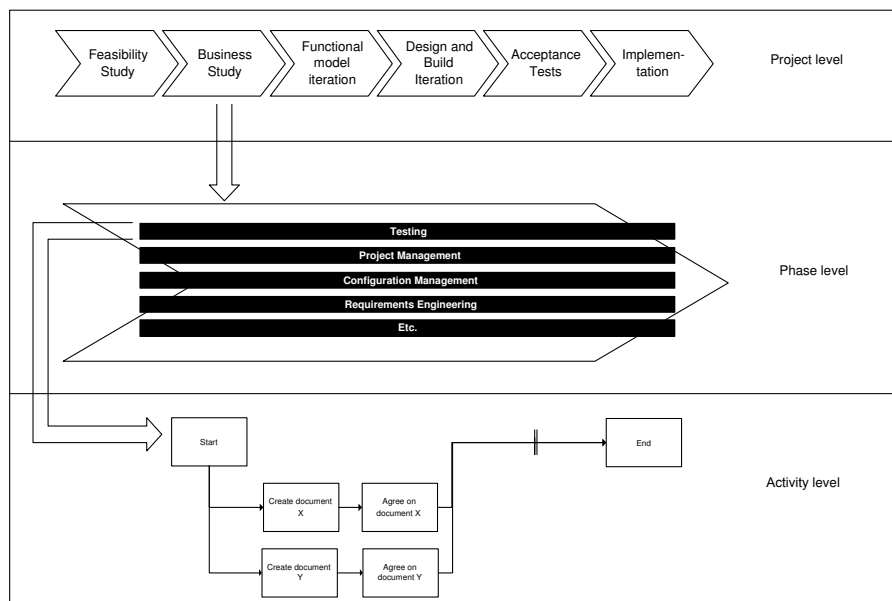 Feasibility
Study
Business
Study
Functional
model
iteration
Design and
Build
Iteration
Acceptance
Tests
Implemen-
tation
Project level
Testing
Project Management
Configuration Management
Requirements Engineering
Etc.
Phase level
Start
End
Create document
X
Agree on
document X
Activity level
Create document
Y
Agree on
document Y